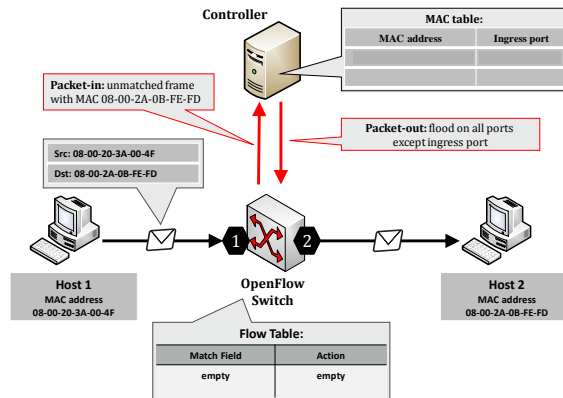 Controller
MAC table:
MAC address Ingress port
Packet-in: unmatched frame
with MAC 08-00-2A-0B-FE-FD
Packet-out: flood on all ports
except ingress port
Src: 08-00-20-3A-00-4F
Dst: 08-00-2A-0B-FE-FD
1
2
Host 1
MAC address
08-00-20-3A-00-4F
OpenFlow
Switch
Host 2
MAC address
08-00-2A-0B-FE-FD
Flow Table:
Match Field Action
empty empty